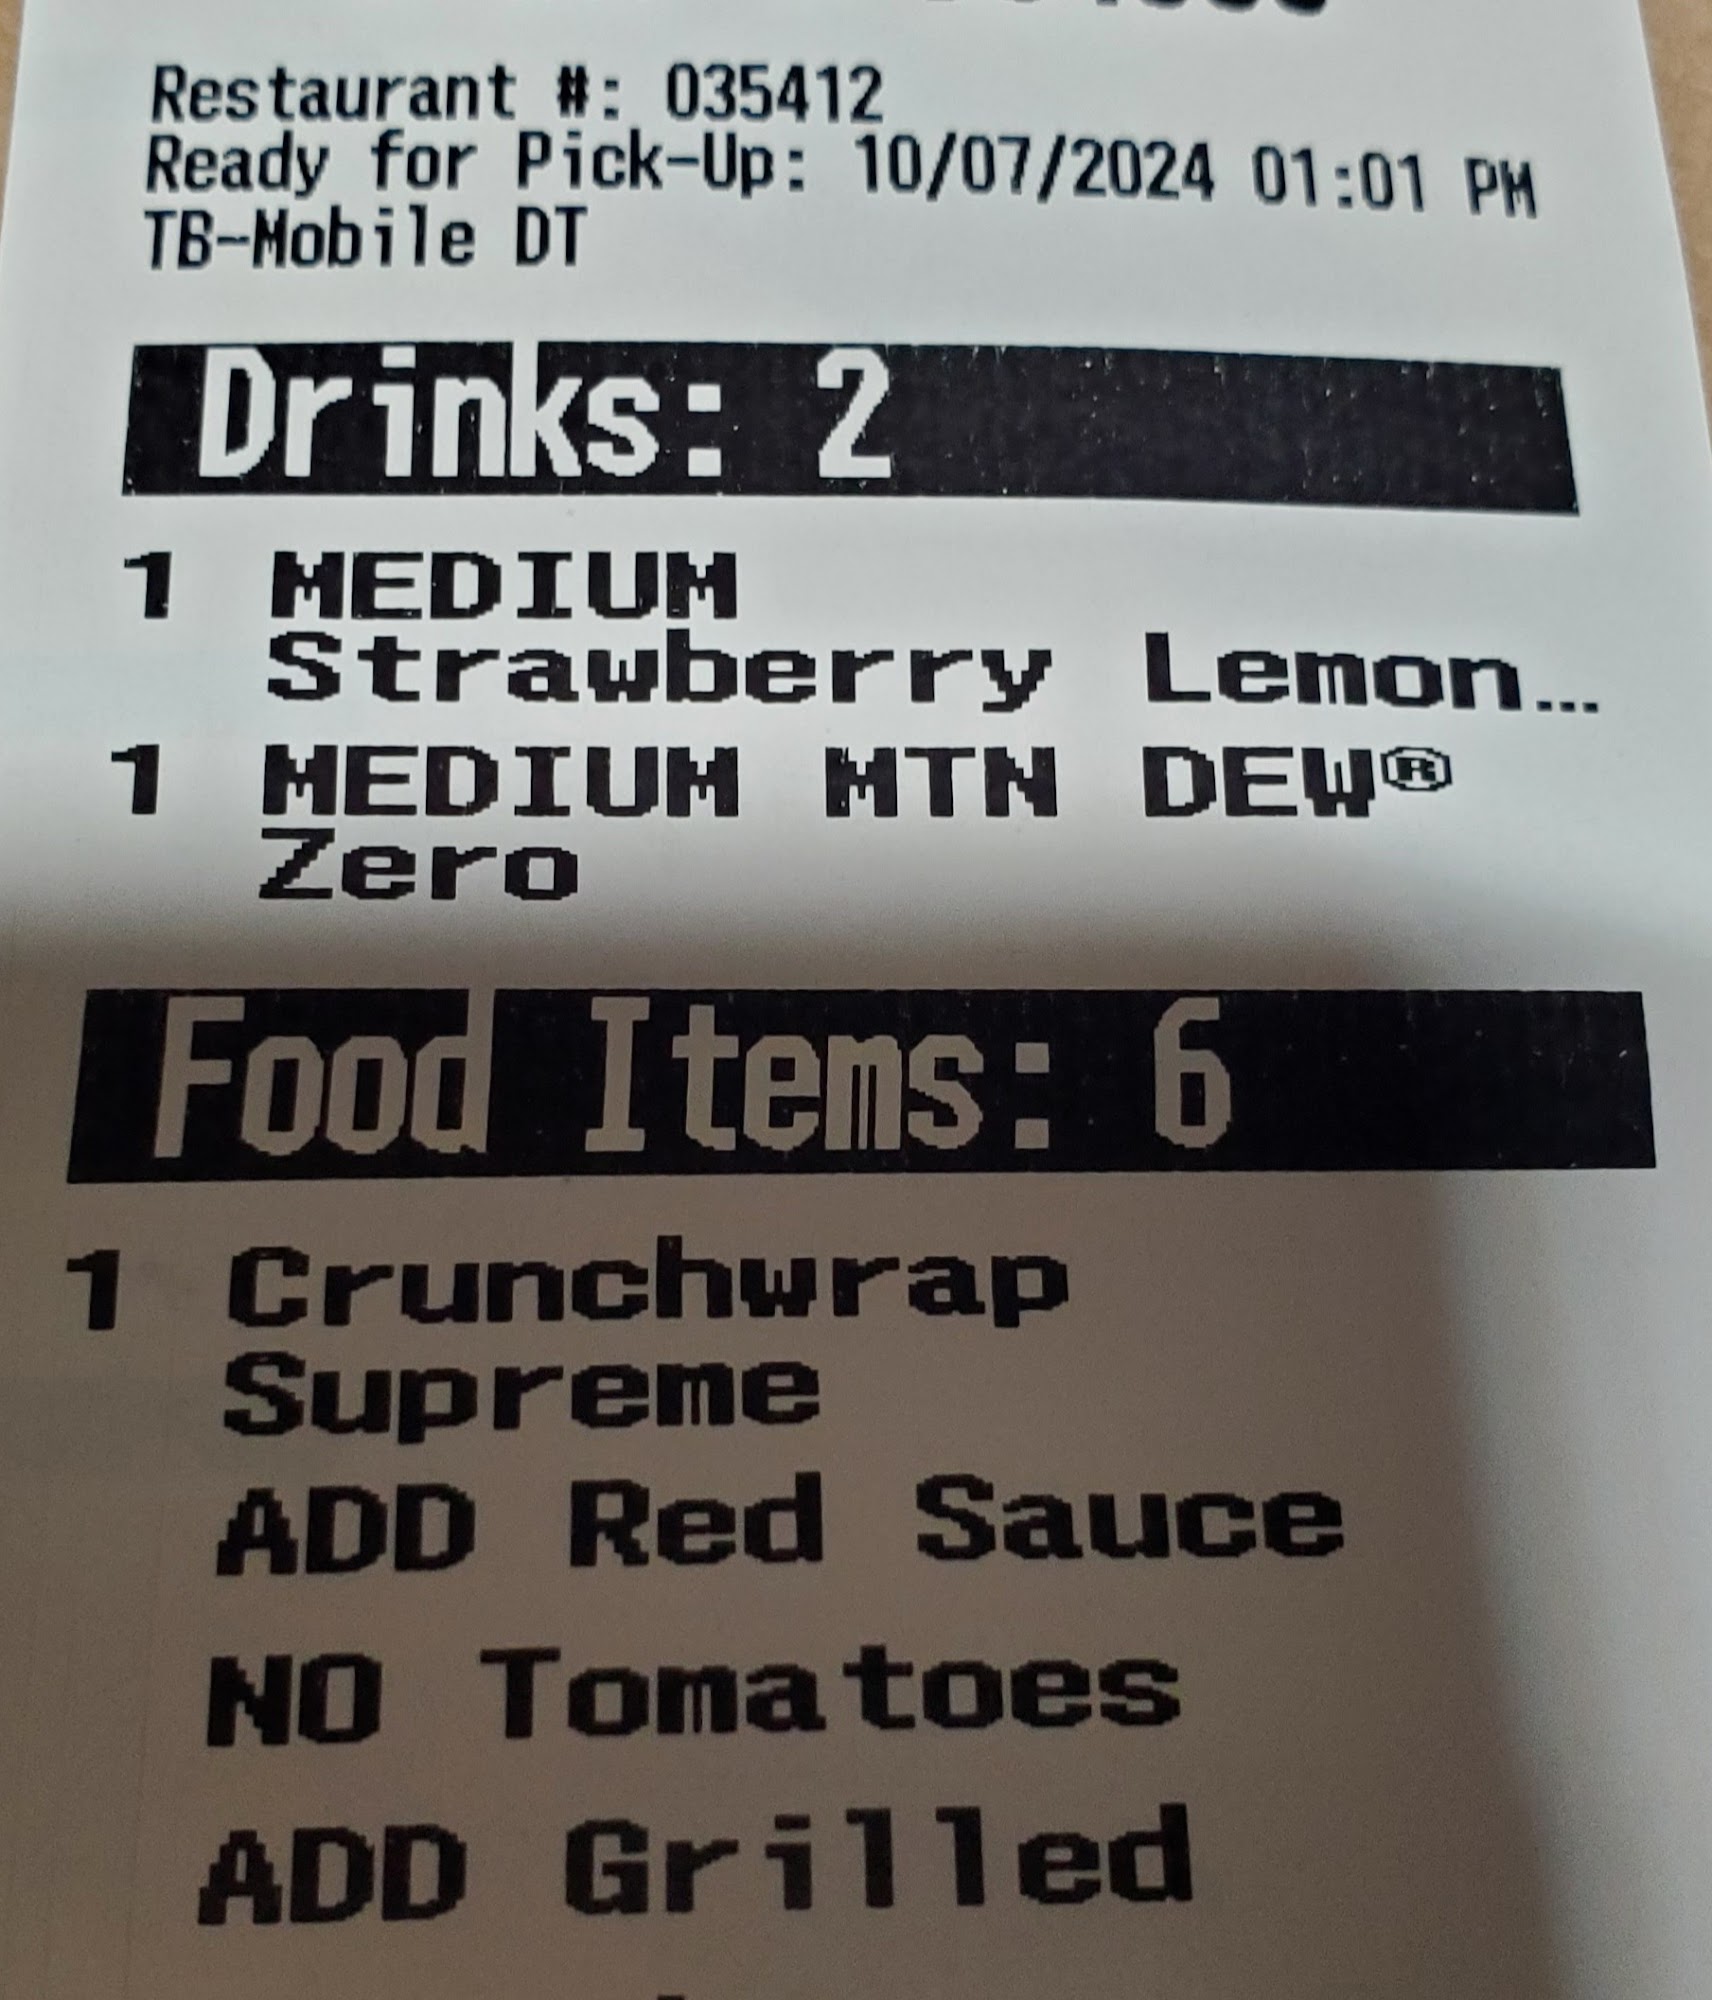 Restaurant #: 035412
Ready for Pick-Up: 10/07/2024 01:01 PM
TB-Mobile DT
Drinks: 2
1 MEDIUM
Strawberry Lemon...
1 MEDIUM MTN DEW®
Zero
Food Items: 6
1 Crunchwrap
Supreme
ADD Red Sauce
NO Tomatoes
ADD Grilled